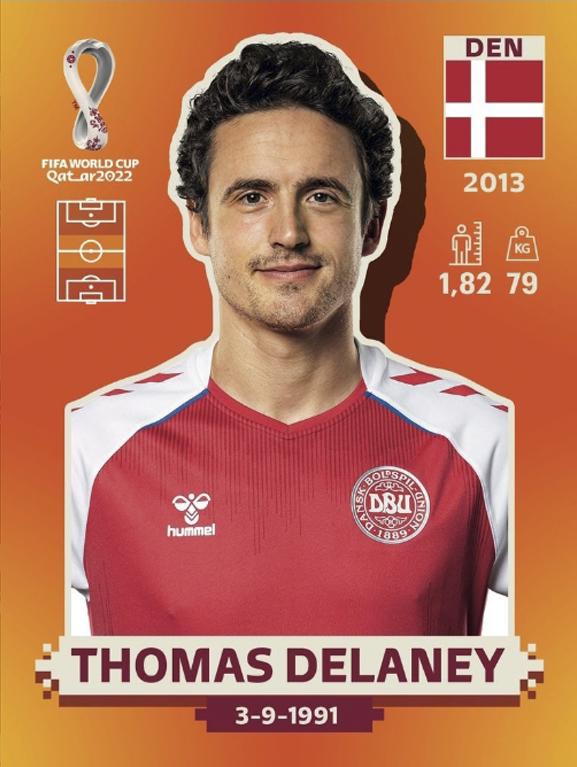 DEN
FIFA WORLD CUP
Qatar2022
2013
KG
1,82 79
hummel
DANSK BOLDSPIL-UNION
DBU
1889
THOMAS DELANEY
3-9-1991